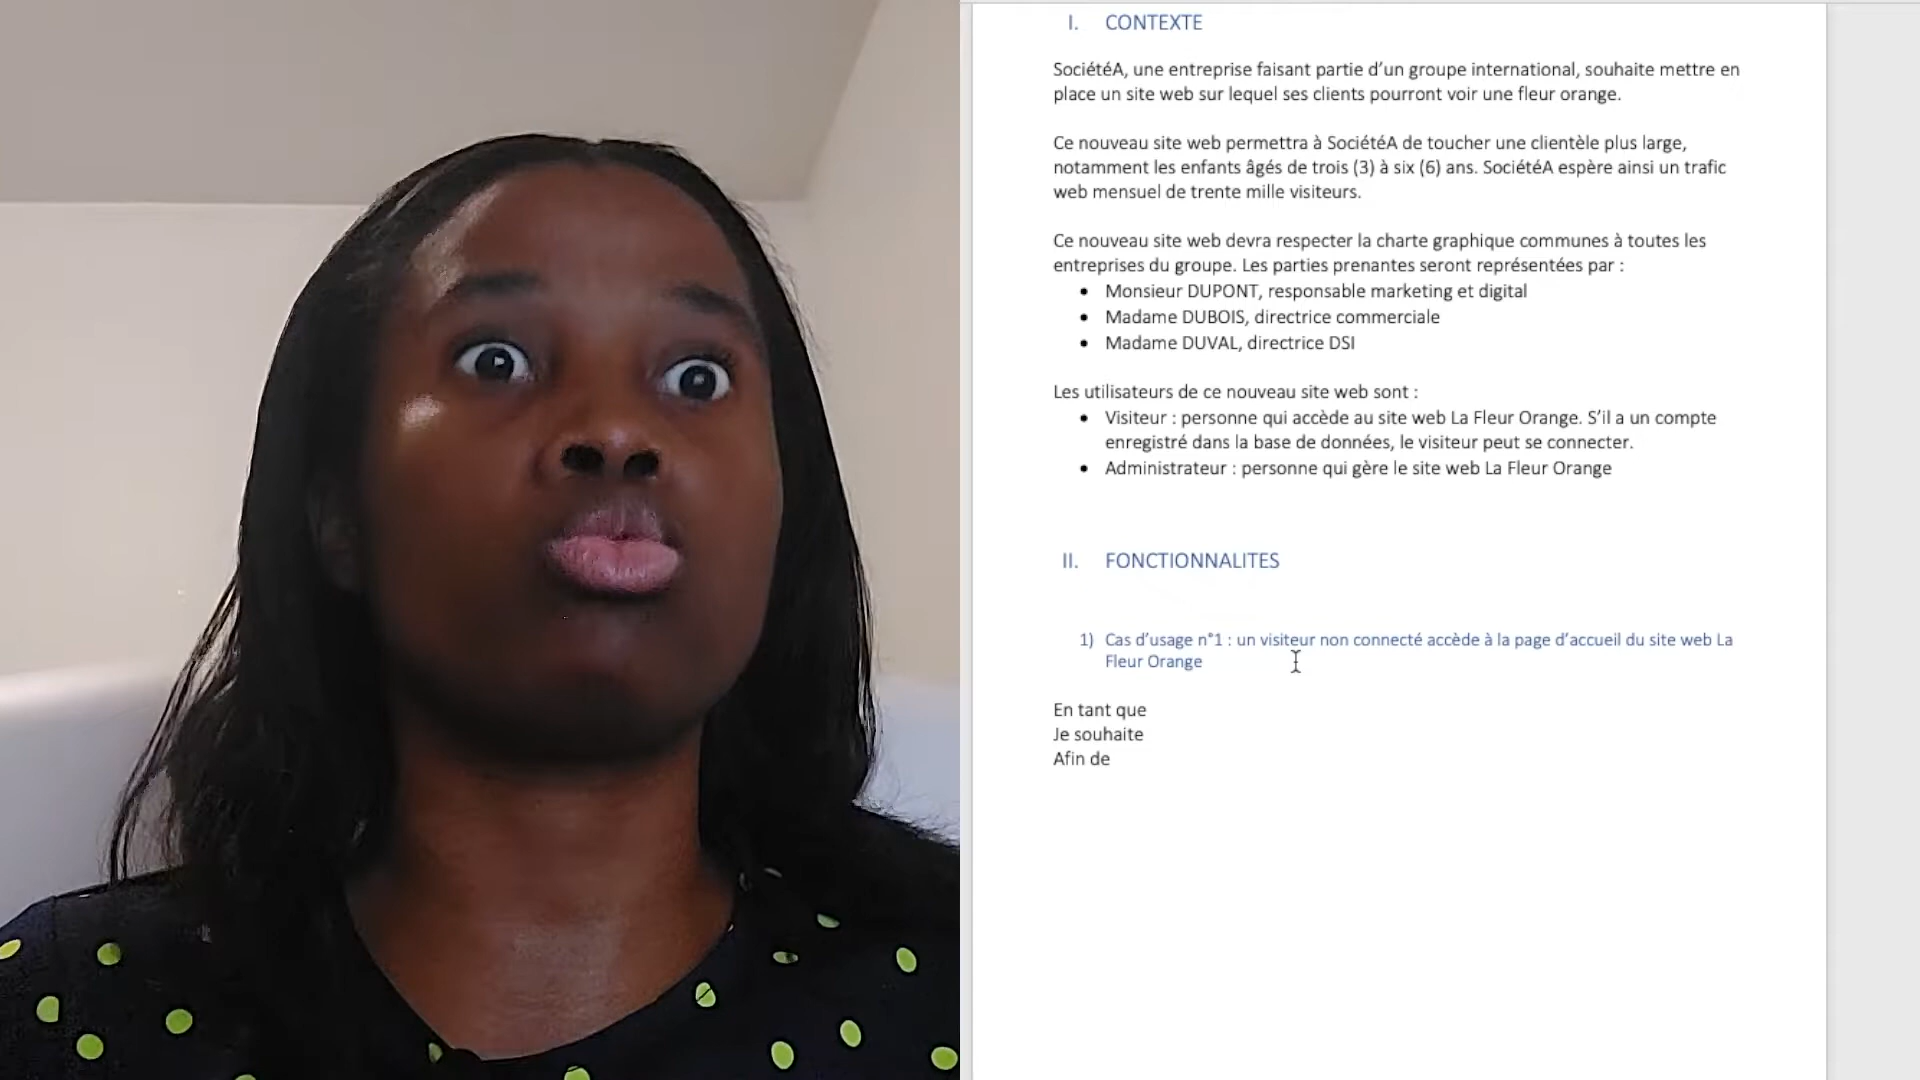 I. CONTEXTE
SociétéA, une entreprise faisant partie d’un groupe international, souhaite mettre en
place un site web sur lequel ses clients pourront voir une fleur orange.
Ce nouveau site web permettra à SociétéA de toucher une clientèle plus large,
notamment les enfants âgés de trois (3) à six (6) ans. SociétéA espère ainsi un trafic
web mensuel de trente mille visiteurs.
Ce nouveau site web devra respecter la charte graphique communes à toutes les
entreprises du groupe. Les parties prenantes seront représentées par :
• Monsieur DUPONT, responsable marketing et digital
• Madame DUBOIS, directrice commerciale
• Madame DUVAL, directrice DSI
Les utilisateurs de ce nouveau site web sont :
• Visiteur : personne qui accède au site web La Fleur Orange. S’il a un compte
enregistré dans la base de données, le visiteur peut se connecter.
• Administrateur : personne qui gère le site web La Fleur Orange
II. FONCTIONNALITES
1) Cas d’usage n°1 : un visiteur non connecté accède à la page d’accueil du site web La
Fleur Orange
En tant que
Je souhaite
Afin de